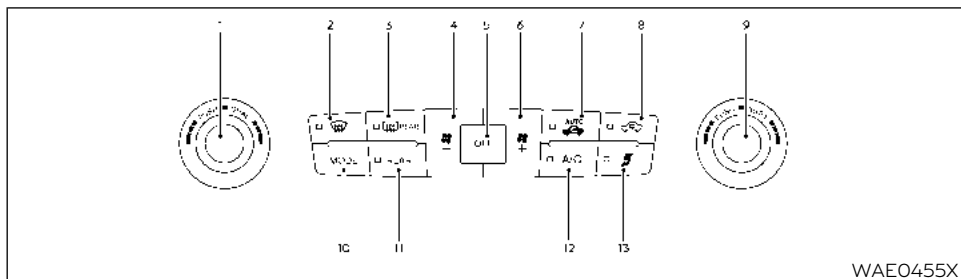 1 2 3 4 5 6 7 8 9
AUTO
REAR
OFF
MODE A/C
10 11 12 13
WAE0455X